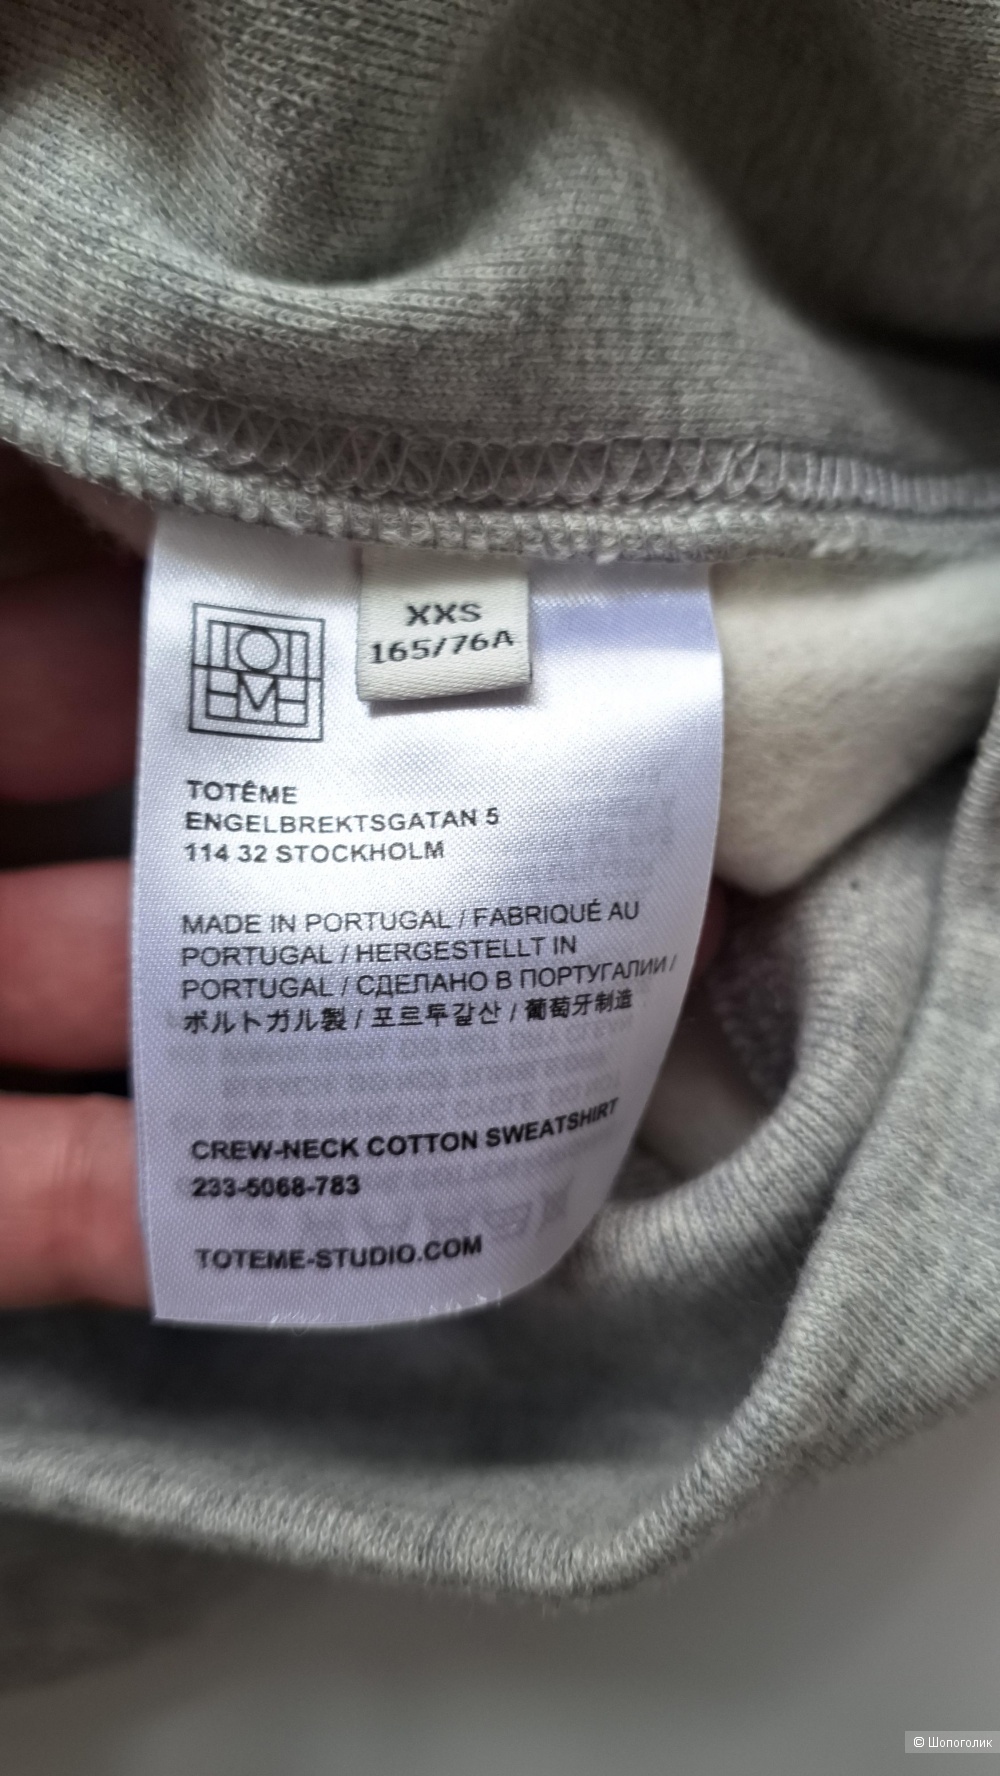 TOTEME
XXS
165/76A
TOTÊME
ENGELBREKTSGATAN 5
114 32 STOCKHOLM
MADE IN PORTUGAL / FABRIQUÉ AU
PORTUGAL / HERGESTELLT IN
PORTUGAL / СДЕЛАНО В ПОРТУГАЛИИ /
ポルトガル製 / 포르투갈산 / 葡萄牙制造
CREW-NECK COTTON SWEATSHIRT
233-5068-783
TOTEME-STUDIO.COM
© Шопоголик